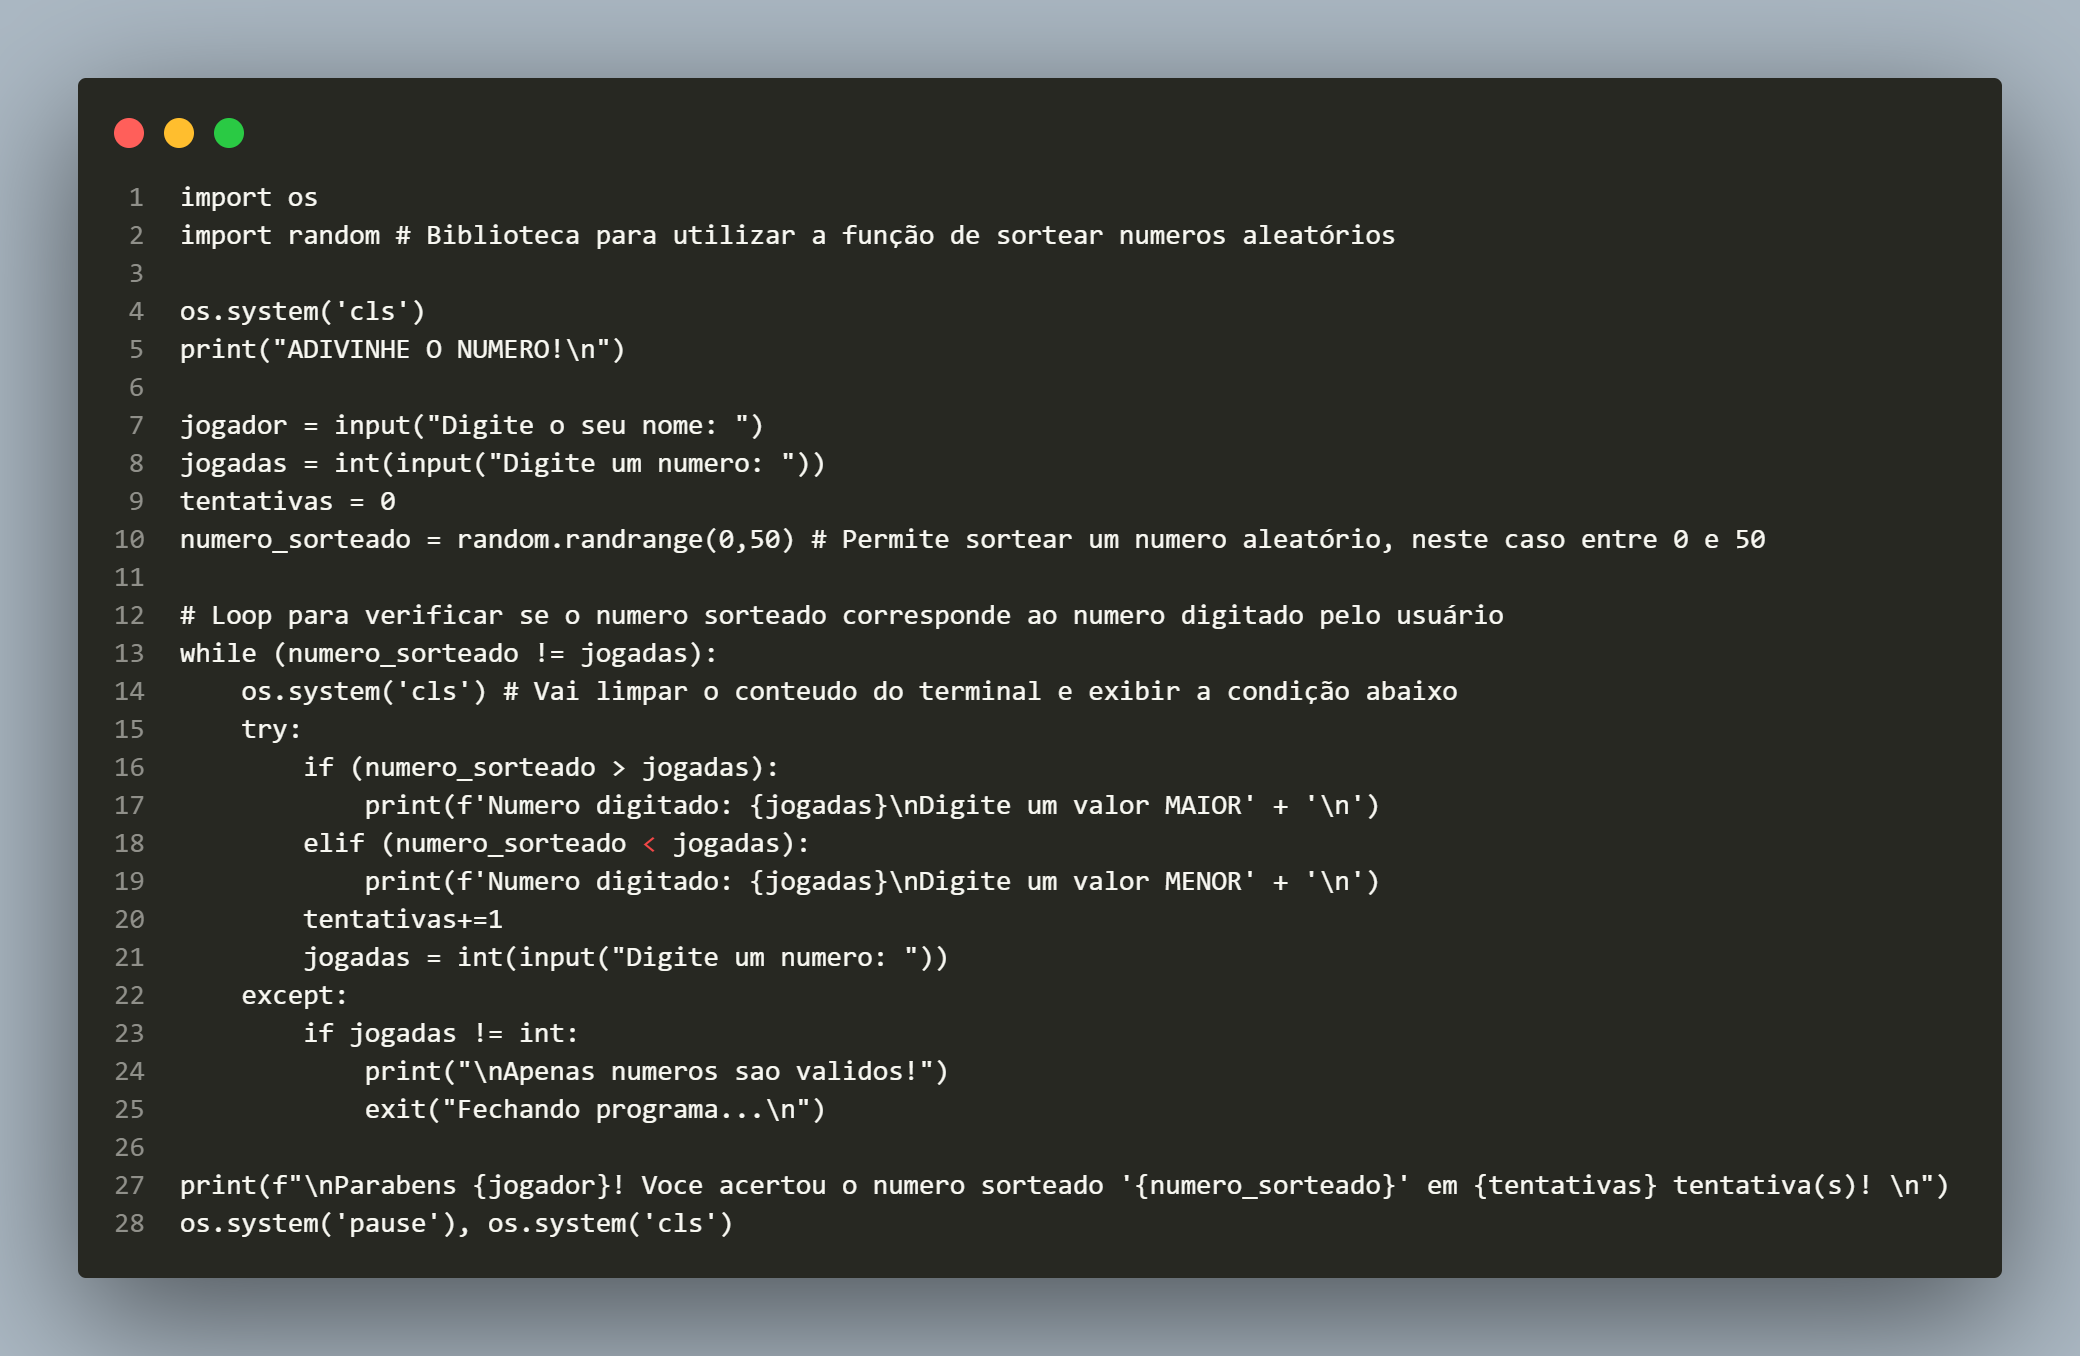 1 import os
2 import random # Biblioteca para utilizar a função de sortear numeros aleatórios
3
4 os.system('cls')
5 print("ADIVINHE O NUMERO!\n")
6
7 jogador = input("Digite o seu nome: ")
8 jogadas = int(input("Digite um numero: "))
9 tentativas = 0
10 numero_sorteado = random.randrange(0,50) # Permite sortear um numero aleatório, neste caso entre 0 e 50
11
12 # Loop para verificar se o numero sorteado corresponde ao numero digitado pelo usuário
13 while (numero_sorteado != jogadas):
14     os.system('cls') # Vai limpar o conteudo do terminal e exibir a condição abaixo
15     try:
16         if (numero_sorteado > jogadas):
17             print(f'Numero digitado: {jogadas}\nDigite um valor MAIOR' + '\n')
18         elif (numero_sorteado < jogadas):
19             print(f'Numero digitado: {jogadas}\nDigite um valor MENOR' + '\n')
20         tentativas+=1
21         jogadas = int(input("Digite um numero: "))
22     except:
23         if jogadas != int:
24             print("\nApenas numeros sao validos!")
25             exit("Fechando programa...\n")
26
27 print(f"\nParabens {jogador}! Voce acertou o numero sorteado '{numero_sorteado}' em {tentativas} tentativa(s)! \n")
28 os.system('pause'), os.system('cls')